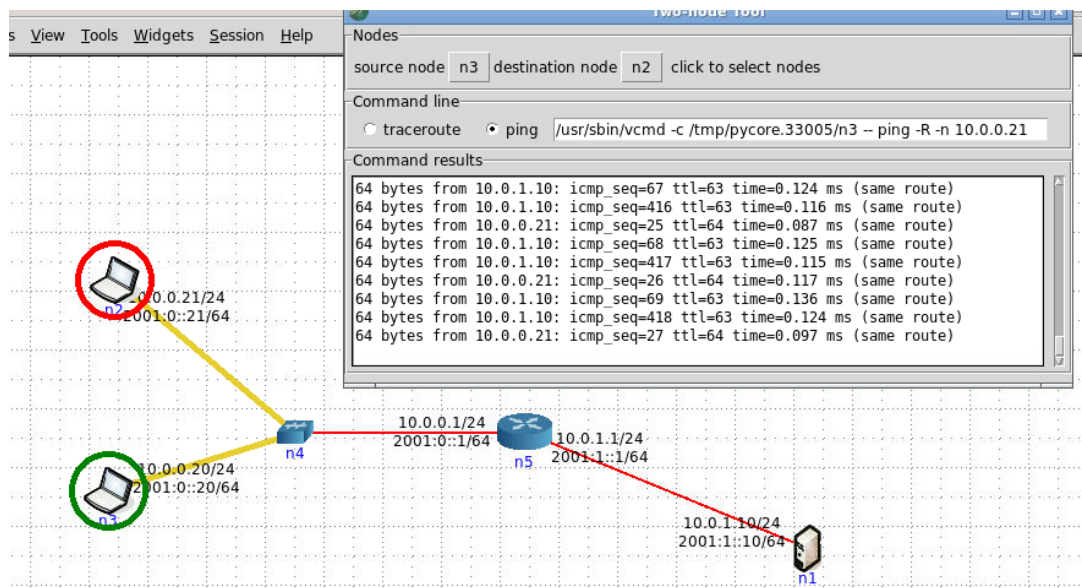 Two-node Tool
s View Tools Widgets Session Help
Nodes
source node n3 destination node n2 click to select nodes
Command line
traceroute ping /usr/sbin/vcmd -c /tmp/pycore.33005/n3 -- ping -R -n 10.0.0.21
Command results
64 bytes from 10.0.1.10: icmp_seq=67 ttl=63 time=0.124 ms (same route)
64 bytes from 10.0.1.10: icmp_seq=416 ttl=63 time=0.116 ms (same route)
64 bytes from 10.0.0.21: icmp_seq=25 ttl=64 time=0.087 ms (same route)
64 bytes from 10.0.1.10: icmp_seq=68 ttl=63 time=0.125 ms (same route)
64 bytes from 10.0.1.10: icmp_seq=417 ttl=63 time=0.115 ms (same route)
64 bytes from 10.0.0.21: icmp_seq=26 ttl=64 time=0.117 ms (same route)
64 bytes from 10.0.1.10: icmp_seq=69 ttl=63 time=0.136 ms (same route)
64 bytes from 10.0.1.10: icmp_seq=418 ttl=63 time=0.124 ms (same route)
64 bytes from 10.0.0.21: icmp_seq=27 ttl=64 time=0.097 ms (same route)
10.0.0.21/24
2001:0::21/64
n2
10.0.0.1/24
2001:0::1/64
n4
n5
10.0.1.1/24
2001:1::1/64
10.0.0.20/24
2001:0::20/64
n3
10.0.1.10/24
2001:1::10/64
n1